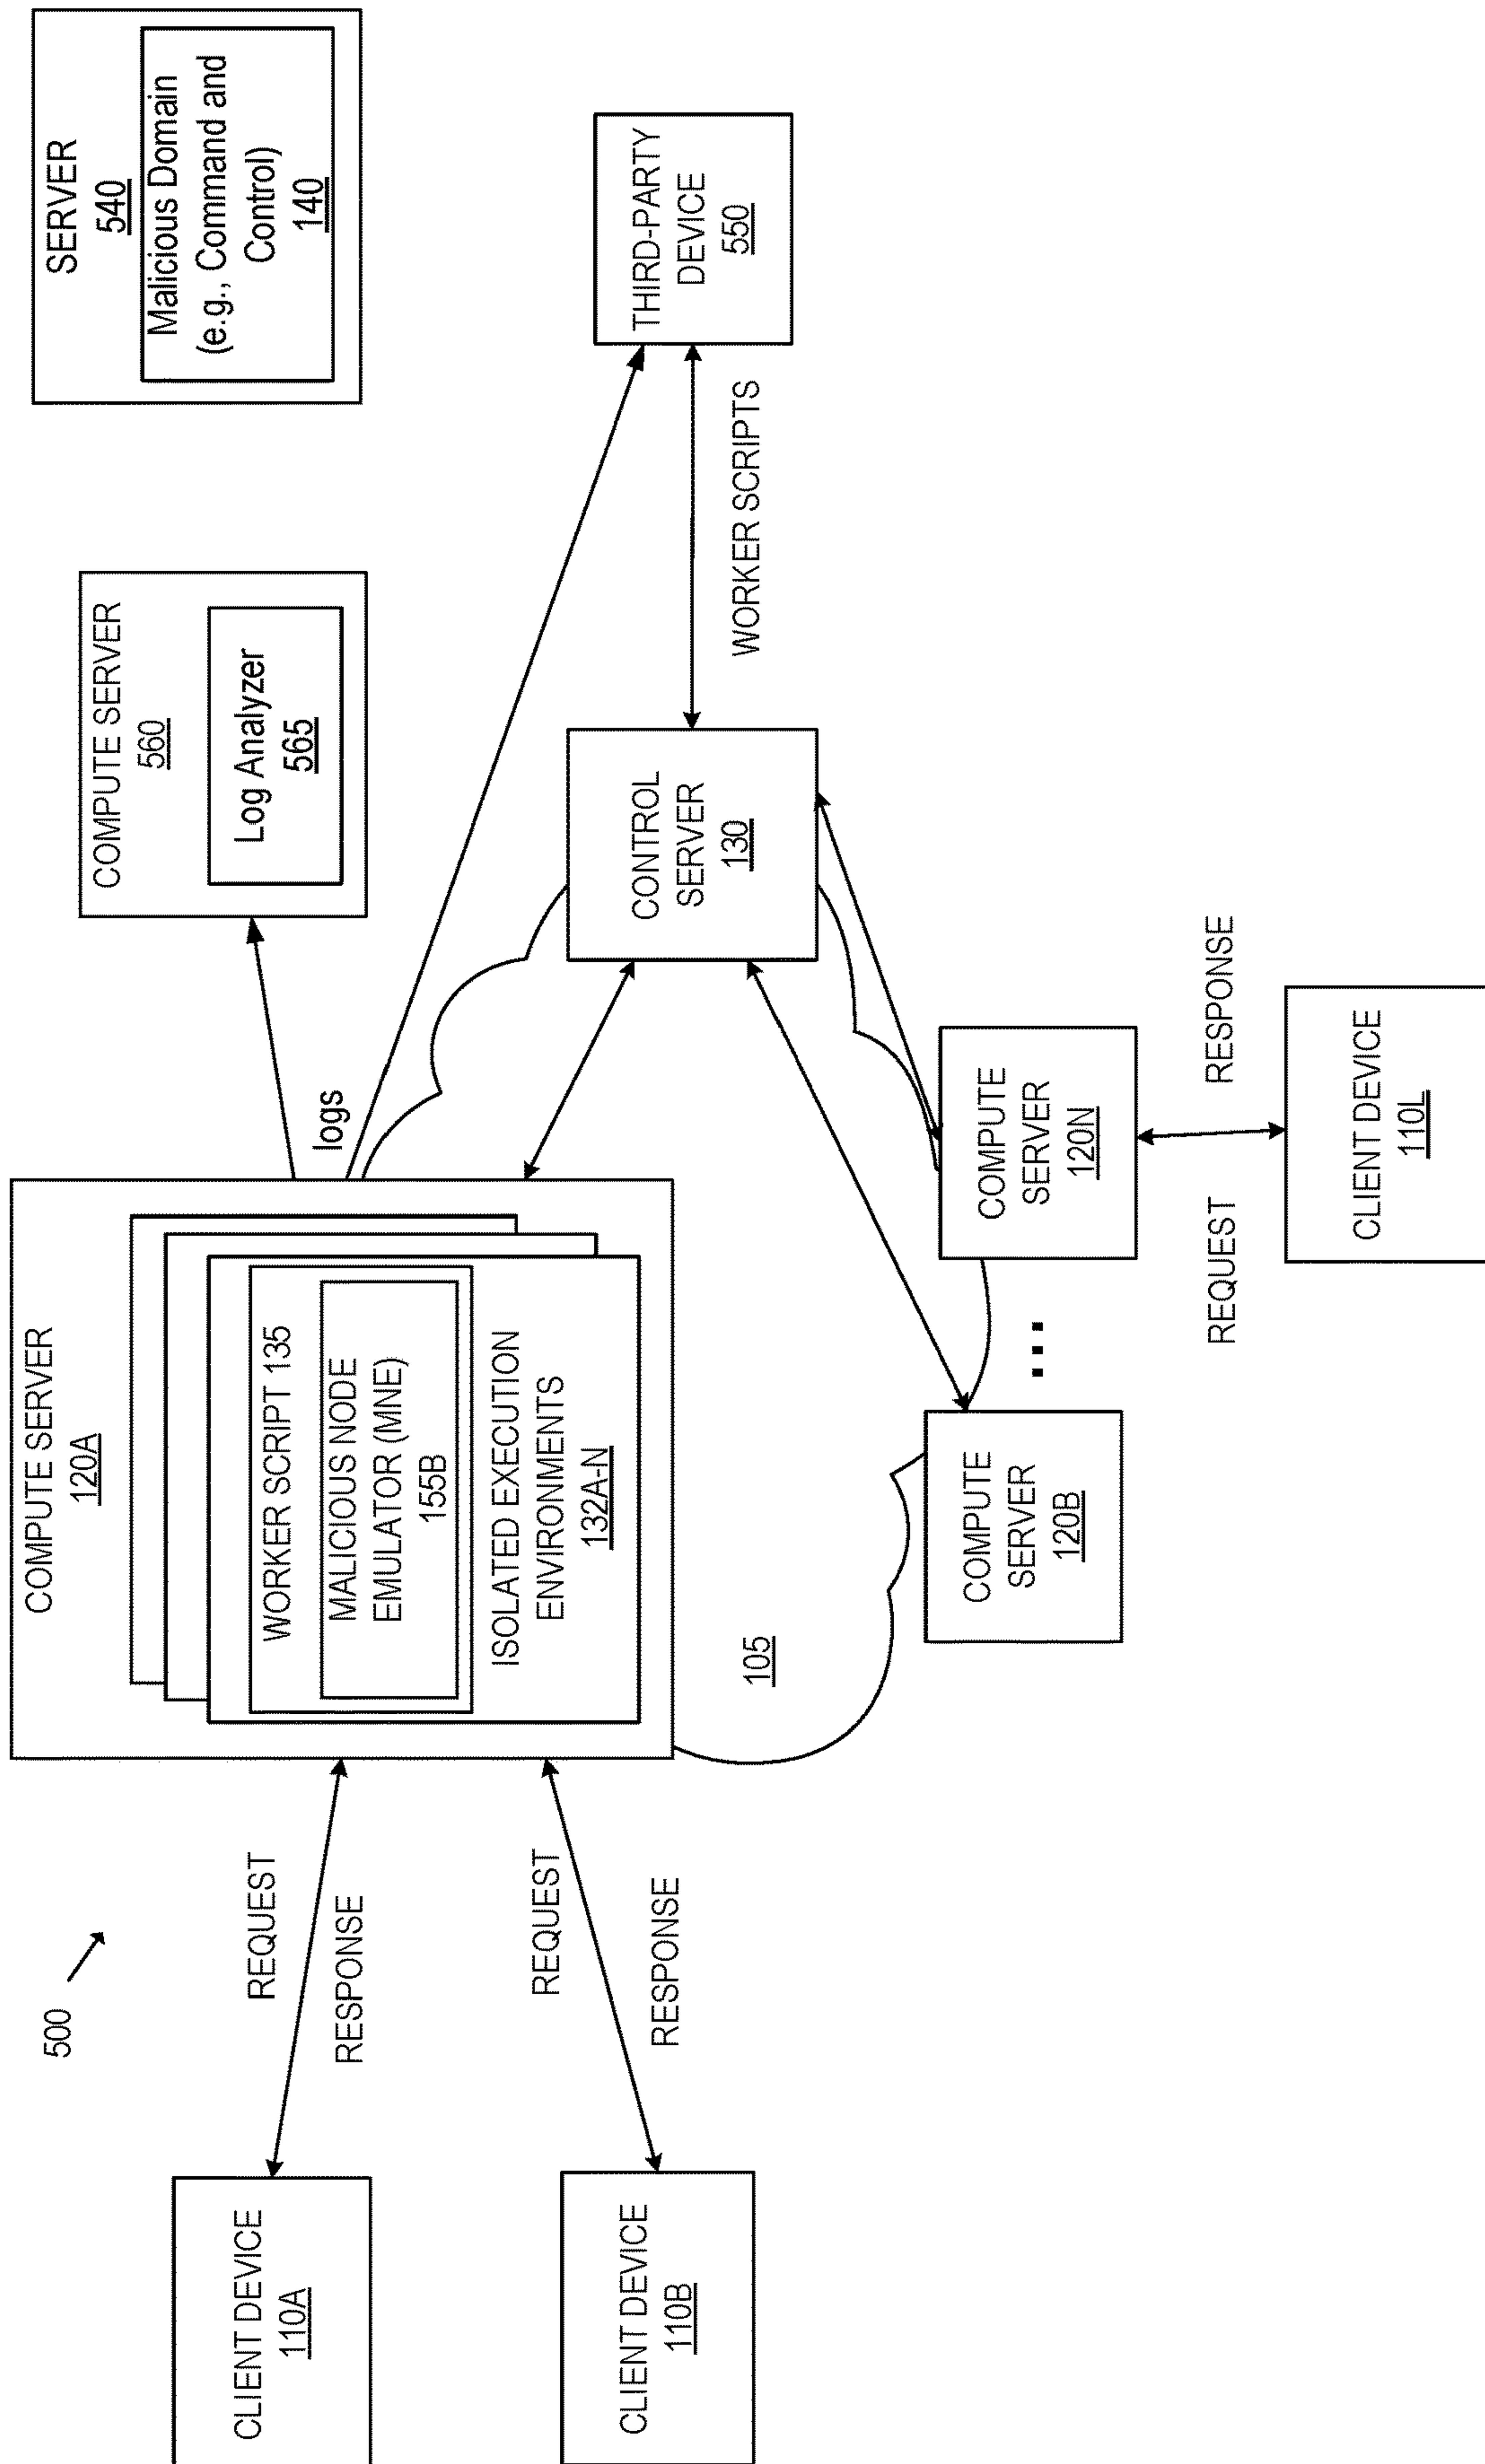 500
CLIENT DEVICE
110A
CLIENT DEVICE
110B
REQUEST
RESPONSE
REQUEST
RESPONSE
COMPUTE SERVER
120A
WORKER SCRIPT 135
MALICIOUS NODE
EMULATOR (MNE)
155B
ISOLATED EXECUTION
ENVIRONMENTS
132A-N
logs
COMPUTE SERVER
560
Log Analyzer
565
SERVER
540
Malicious Domain
(e.g., Command and
Control)
140
THIRD-PARTY
DEVICE
550
WORKER SCRIPTS
CONTROL
SERVER
130
105
COMPUTE
SERVER
120B
...
COMPUTE
SERVER
120N
REQUEST
RESPONSE
CLIENT DEVICE
110L